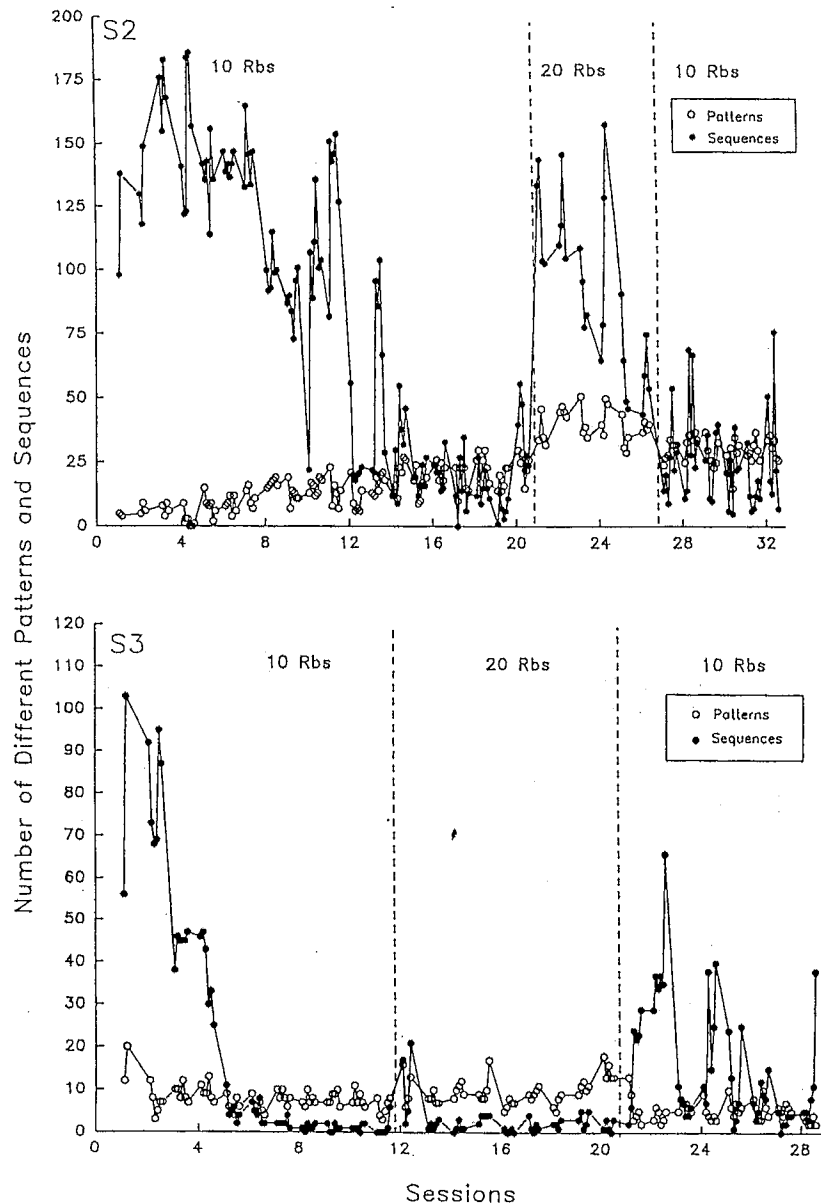 S2
200
175
150
125
100
75
50
25
0
10 Rbs
20 Rbs
10 Rbs
Patterns
Sequences
0 4 8 12 16 20 24 28 32
Number of Different Patterns and Sequences
S3
120
110
100
90
80
70
60
50
40
30
20
10
0
10 Rbs
20 Rbs
10 Rbs
Patterns
Sequences
0 4 8 12 16 20 24 28
Sessions